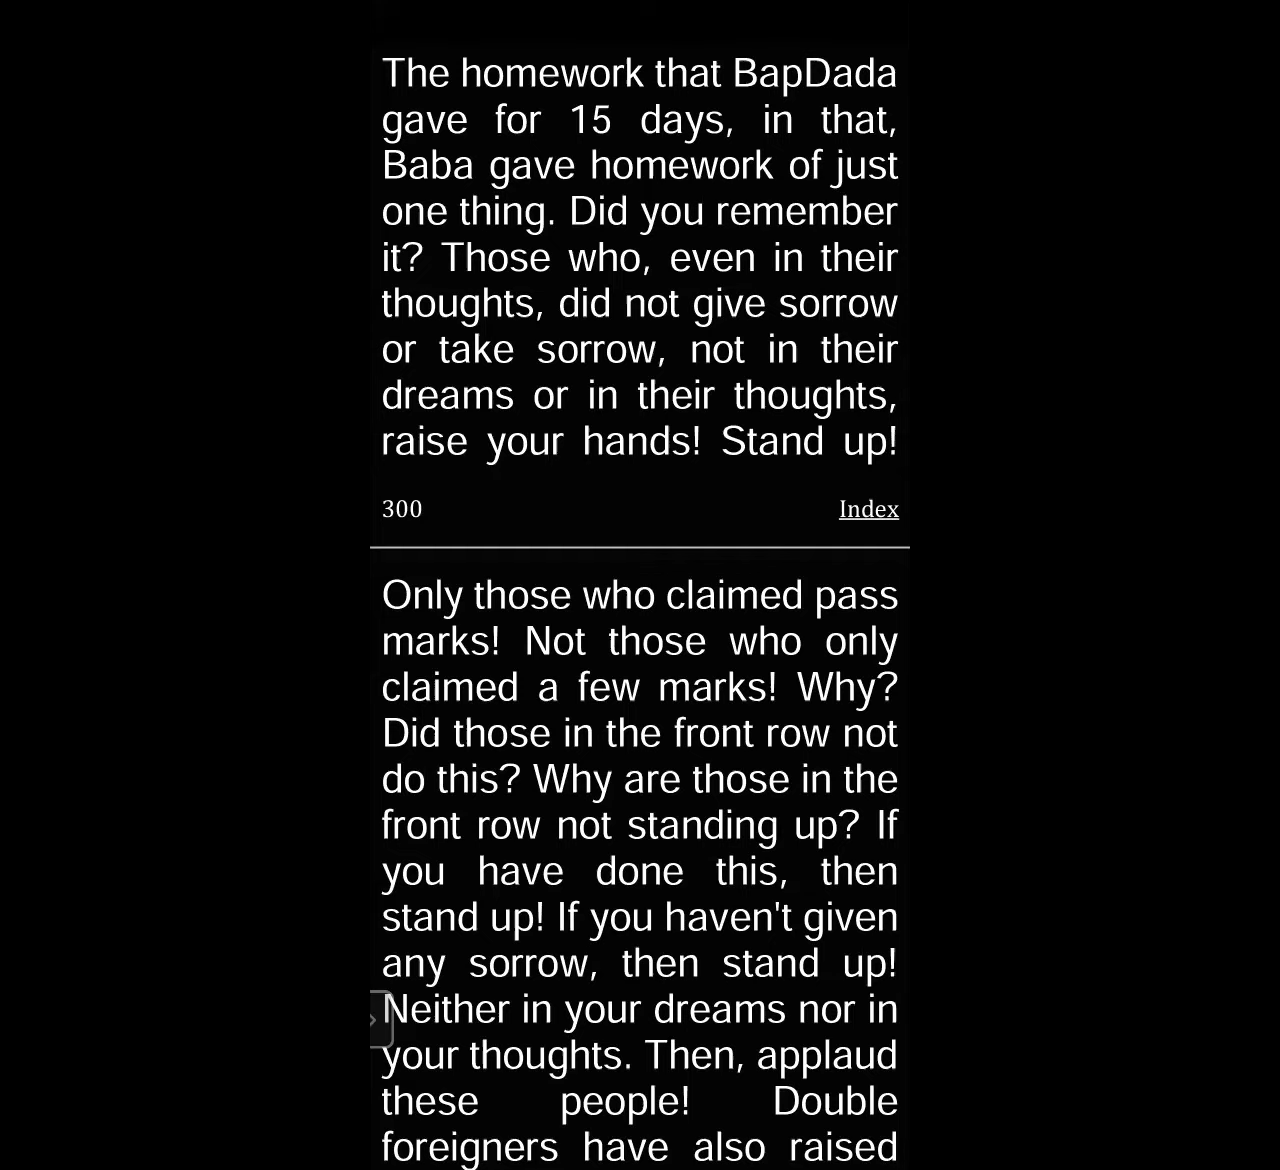 The homework that BapDada
gave for 15 days, in that,
Baba gave homework of just
one thing. Did you remember
it? Those who, even in their
thoughts, did not give sorrow
or take sorrow, not in their
dreams or in their thoughts,
raise your hands! Stand up!
300 Index
Only those who claimed pass
marks! Not those who only
claimed a few marks! Why?
Did those in the front row not
do this? Why are those in the
front row not standing up? If
you have done this, then
stand up! If you haven't given
any sorrow, then stand up!
Neither in your dreams nor in
your thoughts. Then, applaud
these people! Double
foreigners have also raised